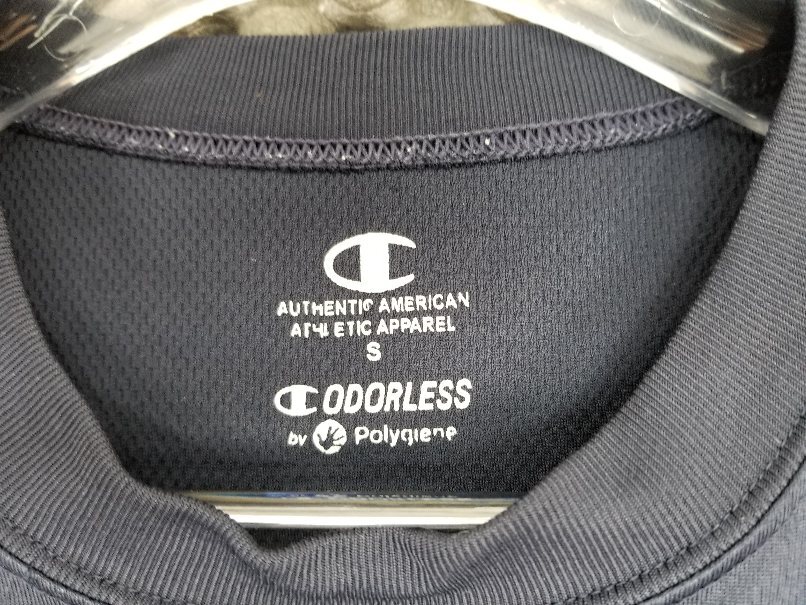 AUTHENTIC AMERICAN
ATHLETIC APPAREL
S
ODORLESS
by Polygiene